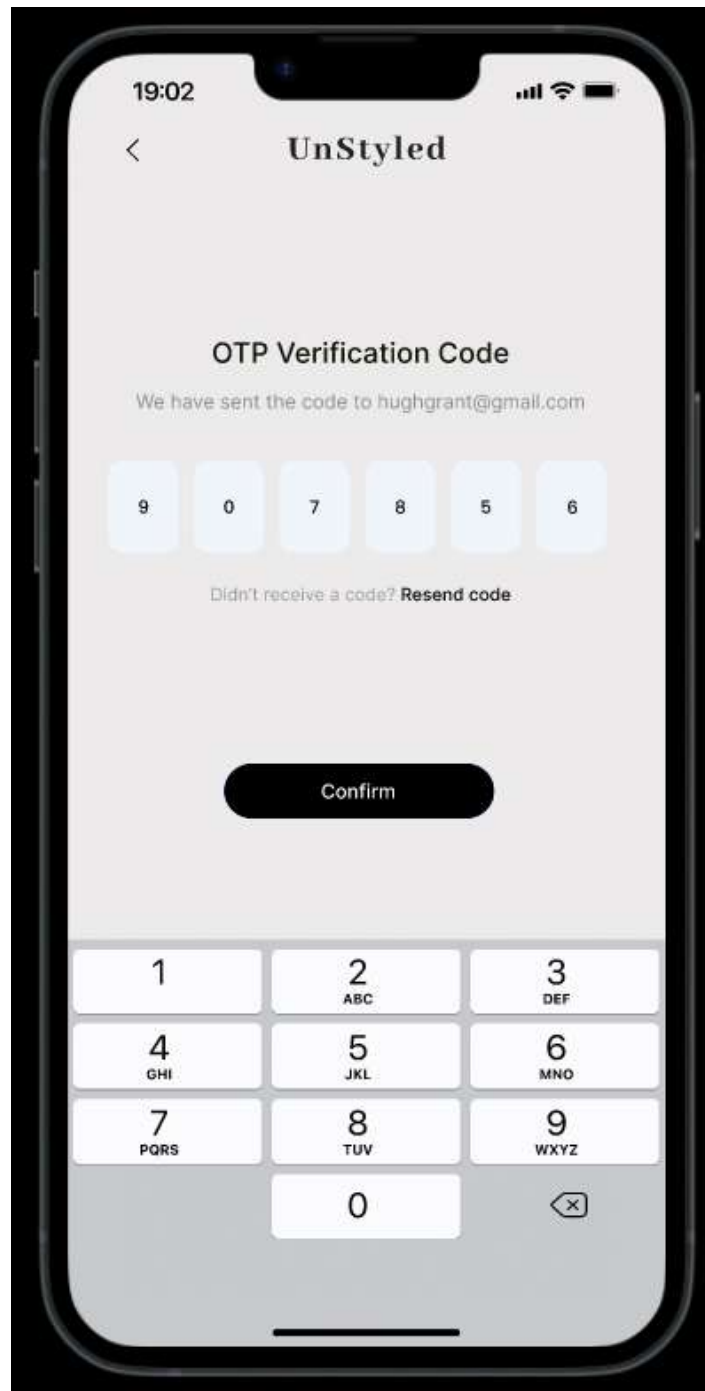 19:02
UnStyled
OTP Verification Code
We have sent the code to hughgrant@gmail.com
9 0 7 8 5 6
Didn't receive a code? Resend code
Confirm
1 2 3
ABC DEF
4 5 6
GHI JKL MNO
7 8 9
PQRS TUV WXYZ
0